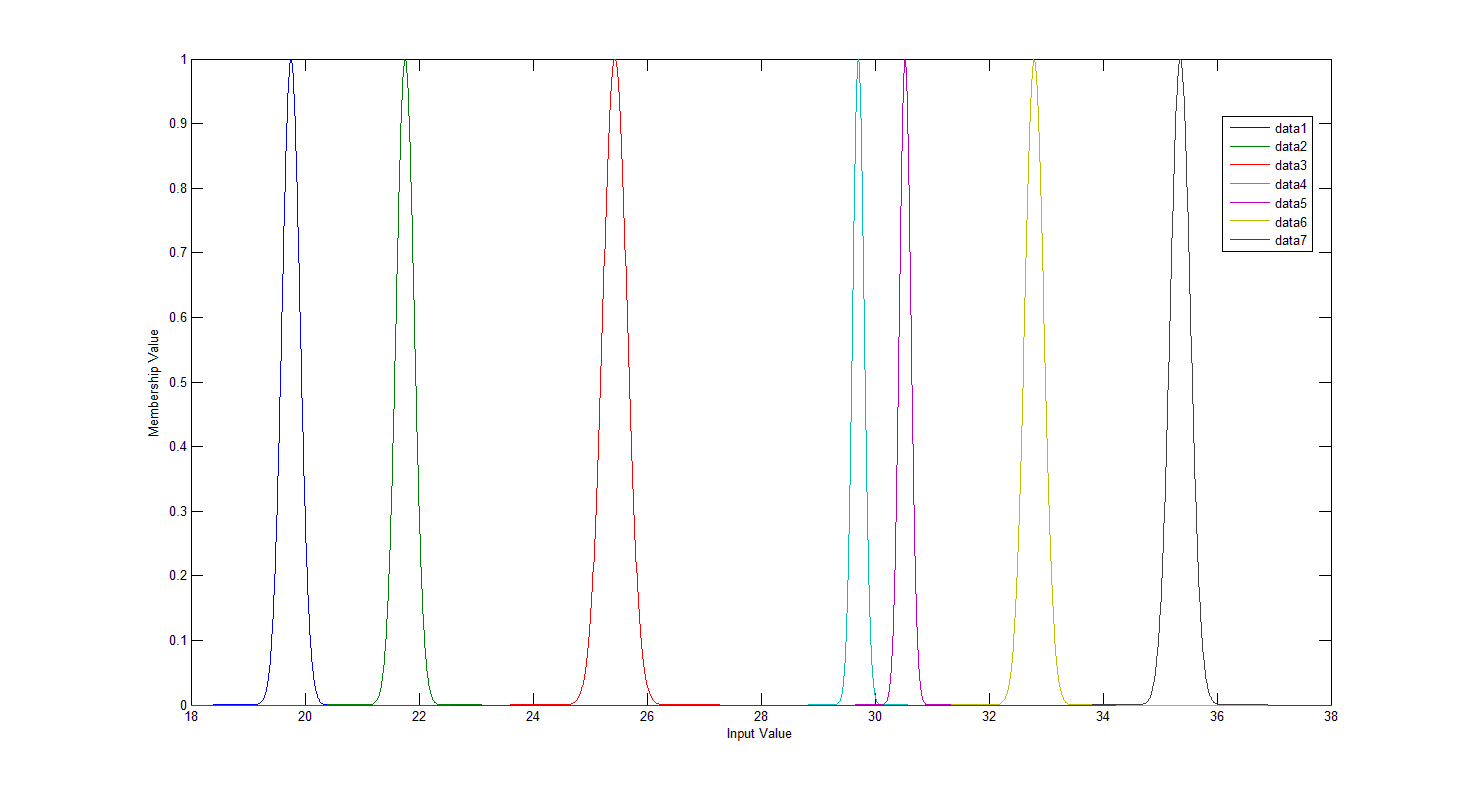 1
0.9
0.8
0.7
0.6
0.5
0.4
0.3
0.2
0.1
0
Membership Value
18 20 22 24 26 28 30 32 34 36 38
Input Value
data1
data2
data3
data4
data5
data6
data7